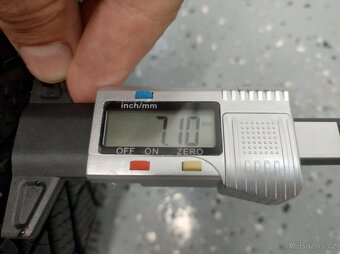 inch/mm
7.10
OFF ON ZERO